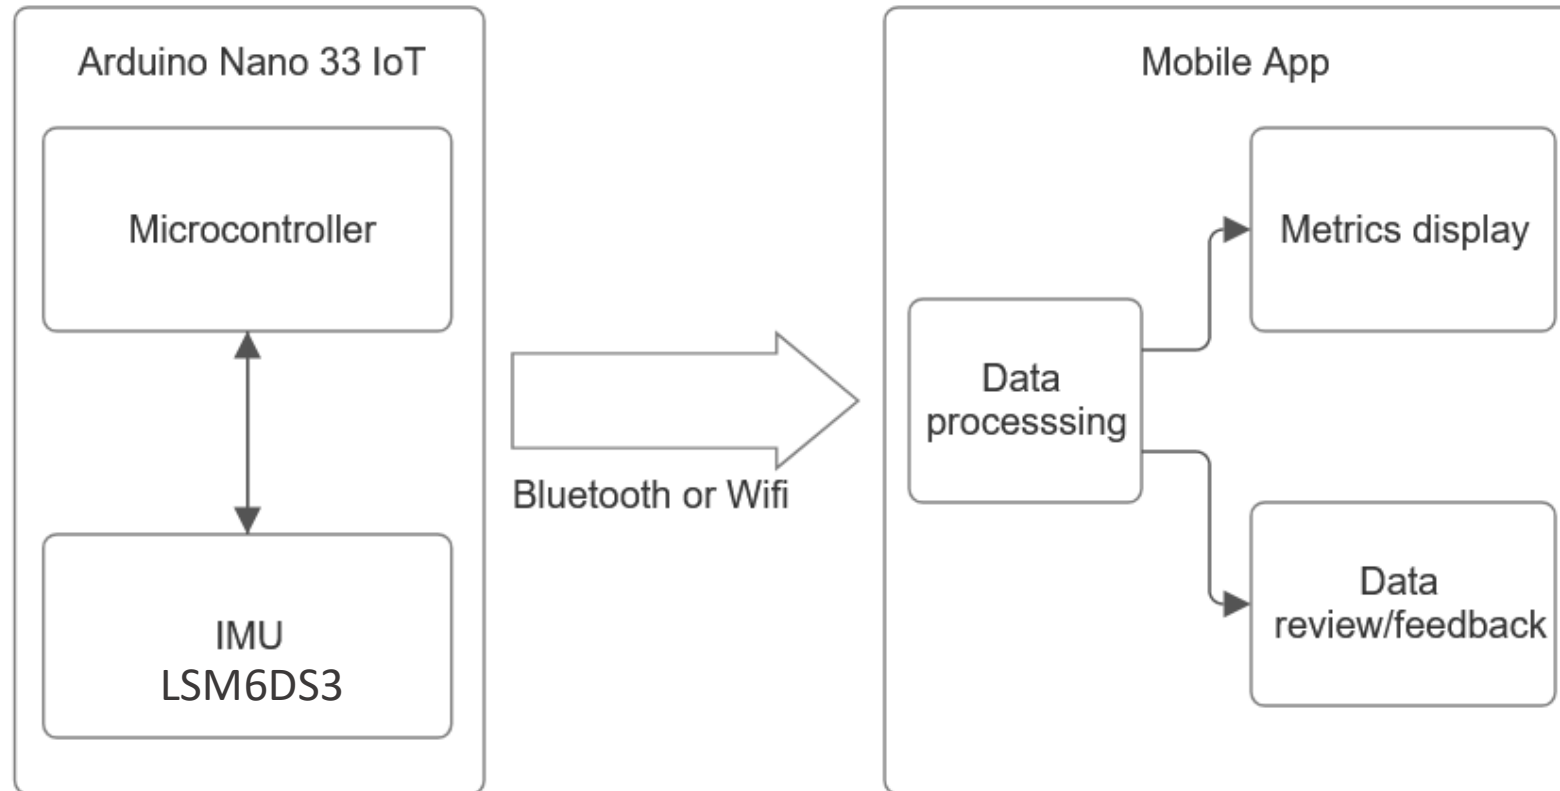 Arduino Nano 33 IoT
Microcontroller
IMU
LSM6DS3
Bluetooth or Wifi
Mobile App
Data
processsing
Metrics display
Data
review/feedback